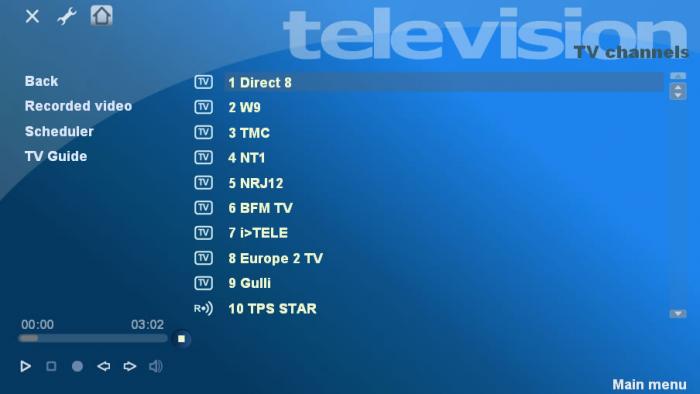 television
TV channels
Back
Recorded video
Scheduler
TV Guide
TV 1 Direct 8
TV 2 W9
TV 3 TMC
TV 4 NT1
TV 5 NRJ12
TV 6 BFM TV
TV 7 i>TELE
TV 8 Europe 2 TV
TV 9 Gulli
R 10 TPS STAR
00:00 03:02
Main menu